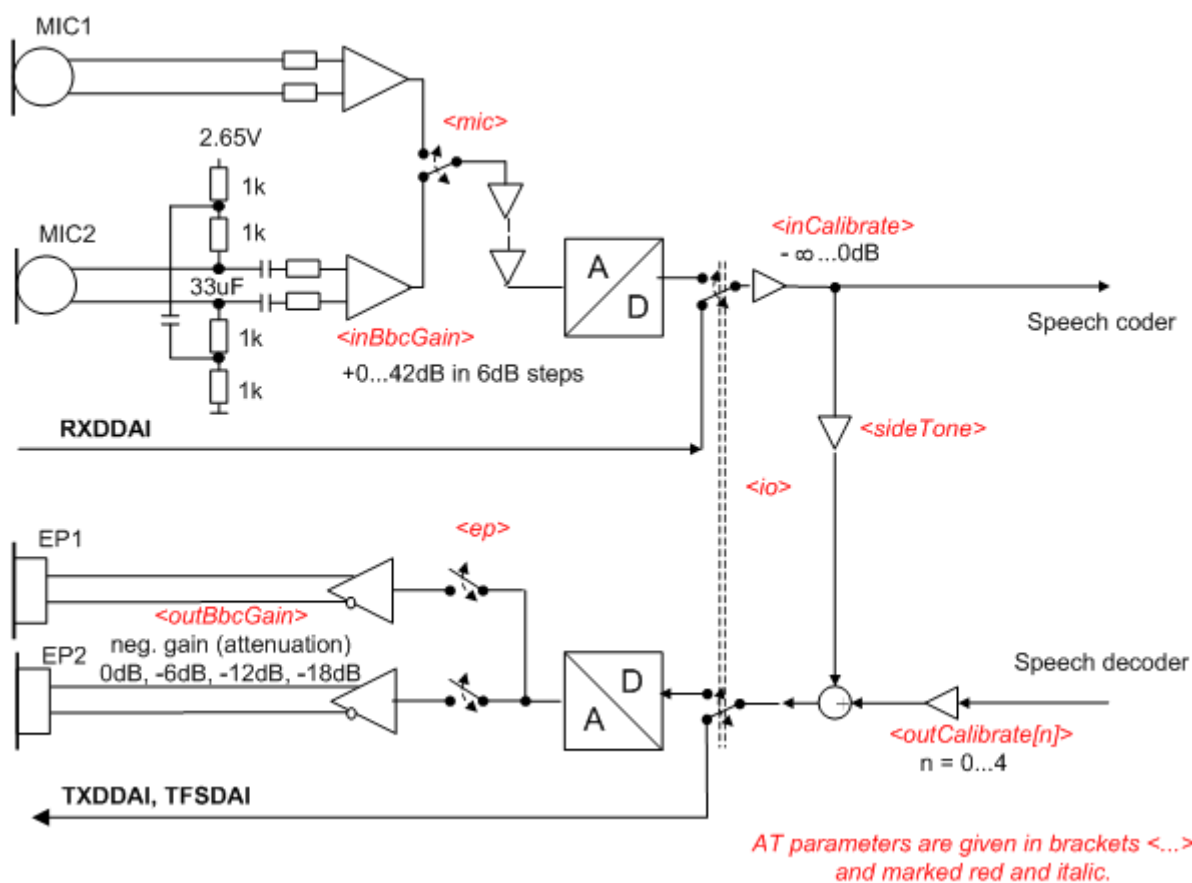 MIC1
<mic>
2.65V
1k
1k
MIC2
33uF
1k
1k
<inBbcGain>
+0...42dB in 6dB steps
A
D
<inCalibrate>
- ∞ ...0dB
Speech coder
RXDDAI
<sideTone>
<io>
<ep>
EP1
<outBbcGain>
neg. gain (attenuation)
0dB, -6dB, -12dB, -18dB
EP2
D
A
Speech decoder
<outCalibrate[n]>
n = 0...4
TXDDAI, TFSDAI
AT parameters are given in brackets <...>
and marked red and italic.